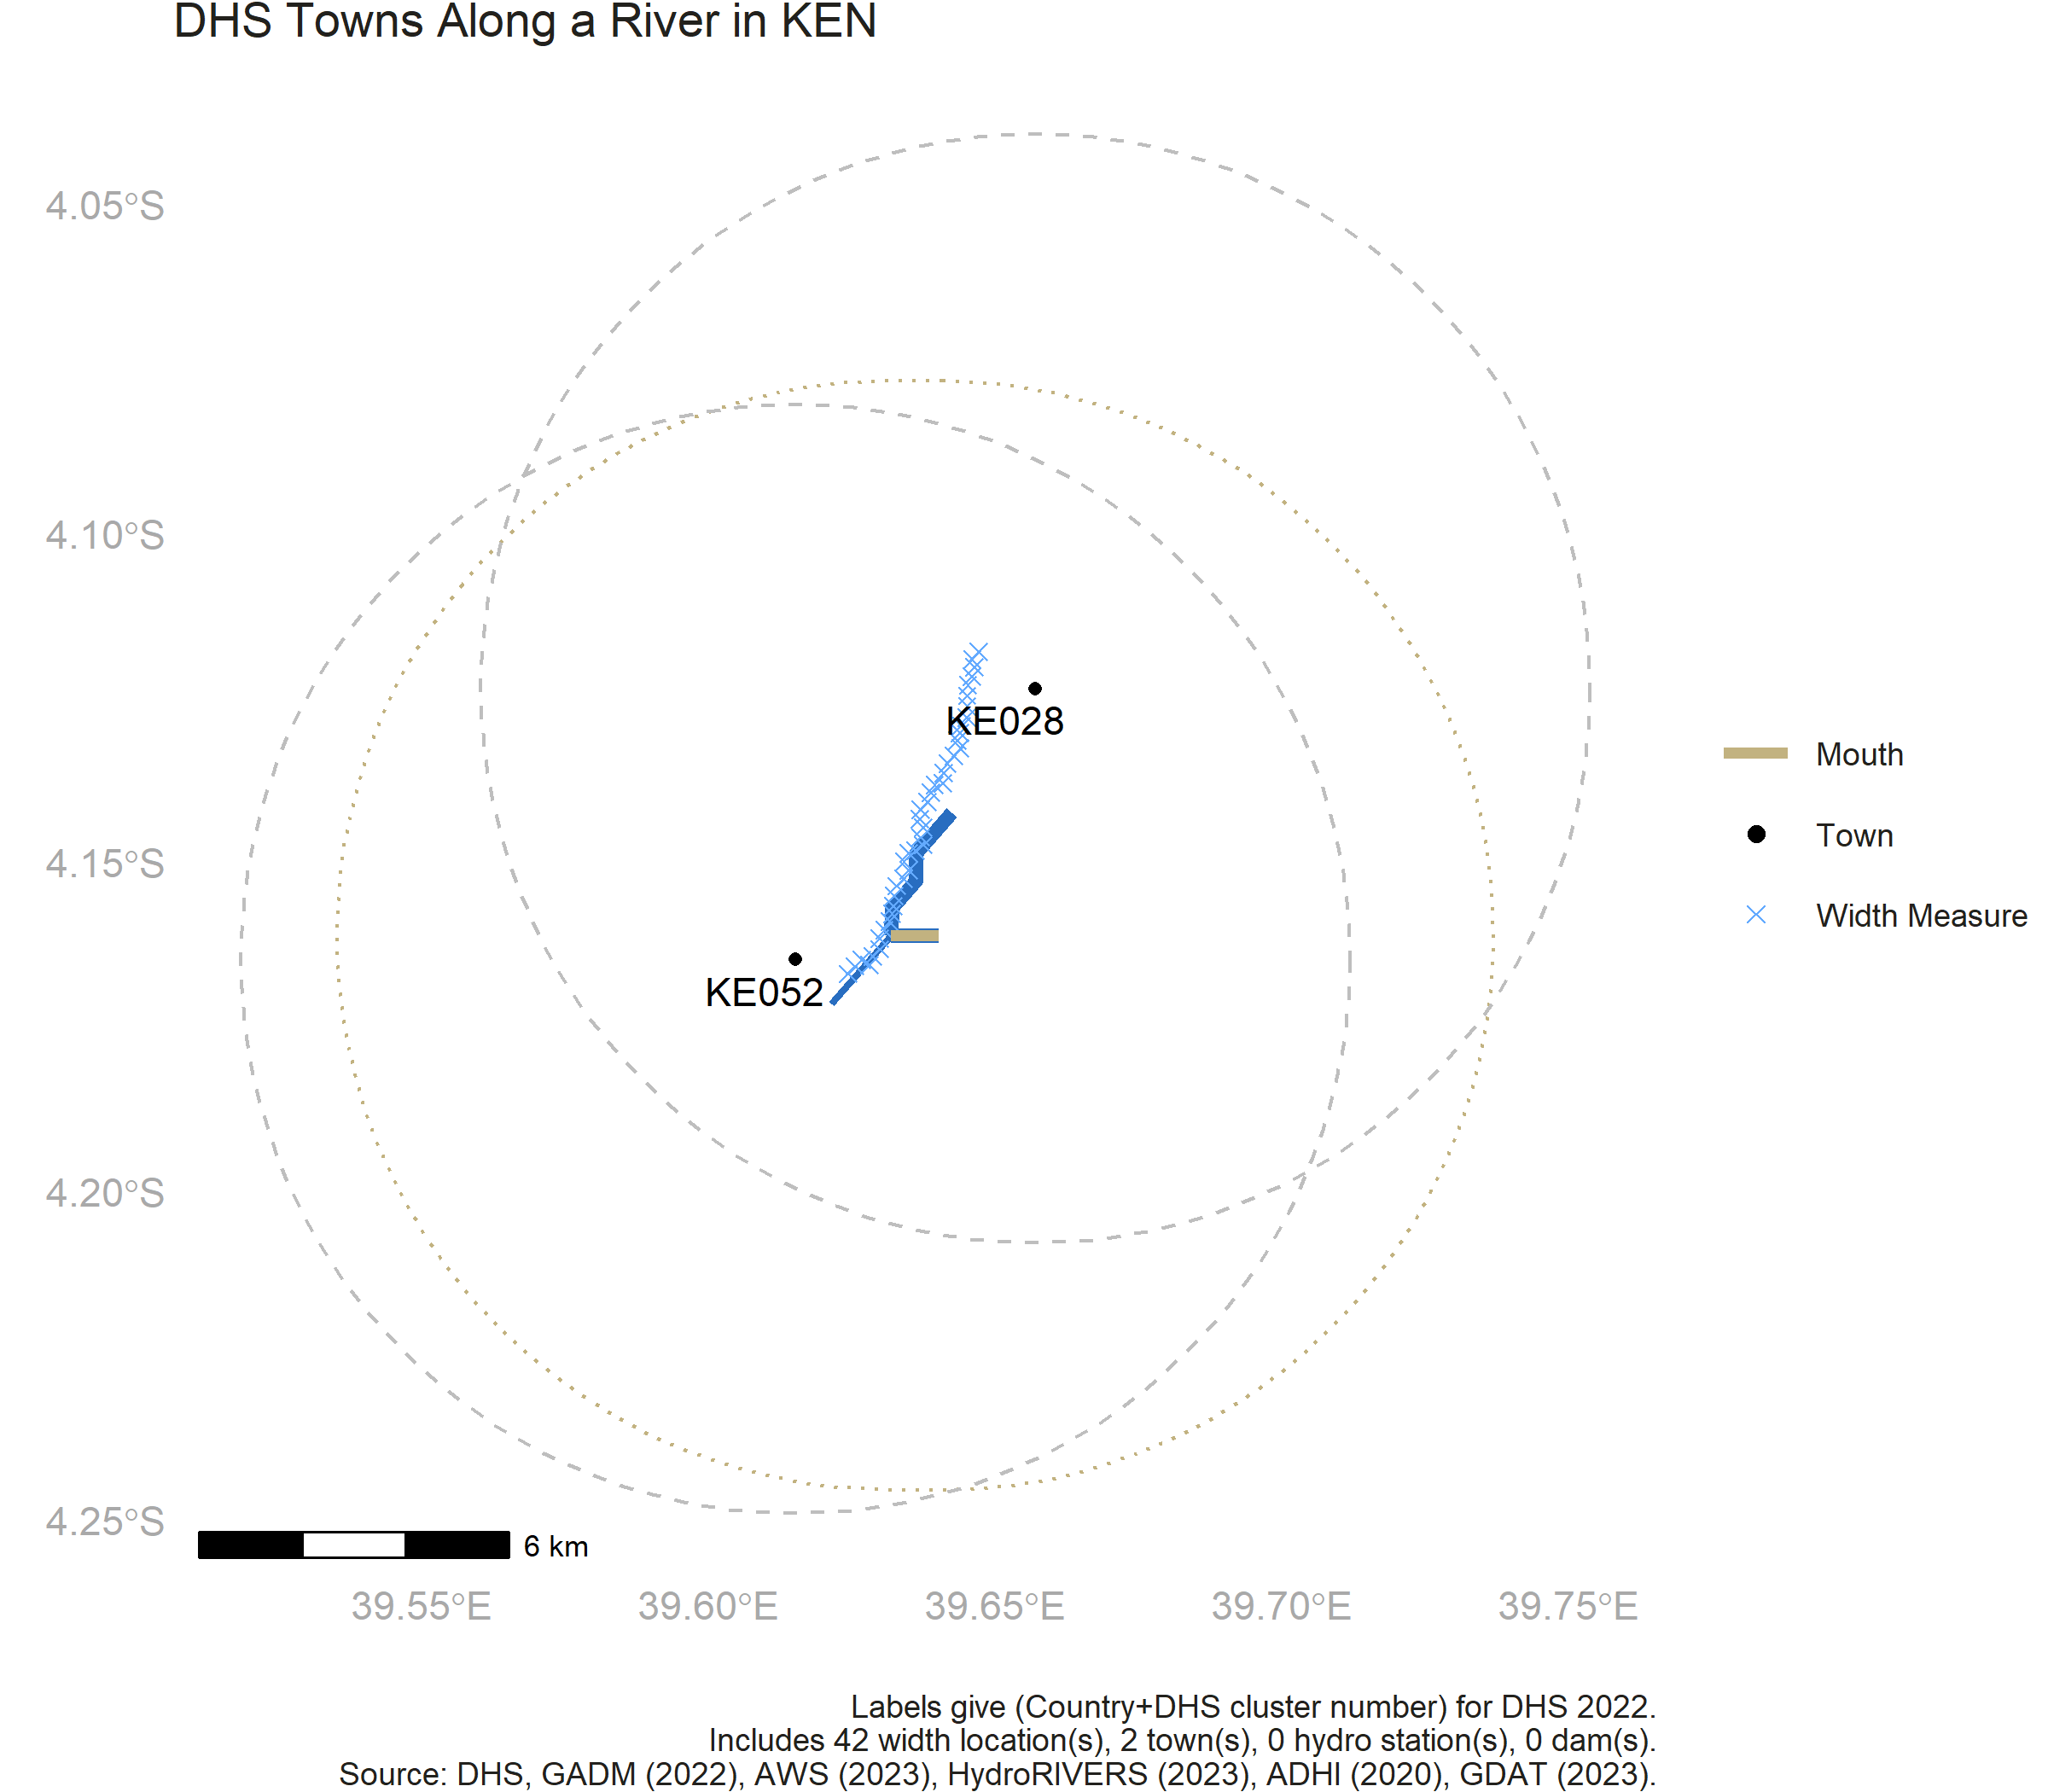 DHS Towns Along a River in KEN
4.05°S
4.10°S
4.15°S
4.20°S
4.25°S
KE028
KE052
Mouth
Town
Width Measure
6 km
39.55°E
39.60°E
39.65°E
39.70°E
39.75°E
Labels give (Country+DHS cluster number) for DHS 2022.
Includes 42 width location(s), 2 town(s), 0 hydro station(s), 0 dam(s).
Source: DHS, GADM (2022), AWS (2023), HydroRIVERS (2023), ADHI (2020), GDAT (2023).